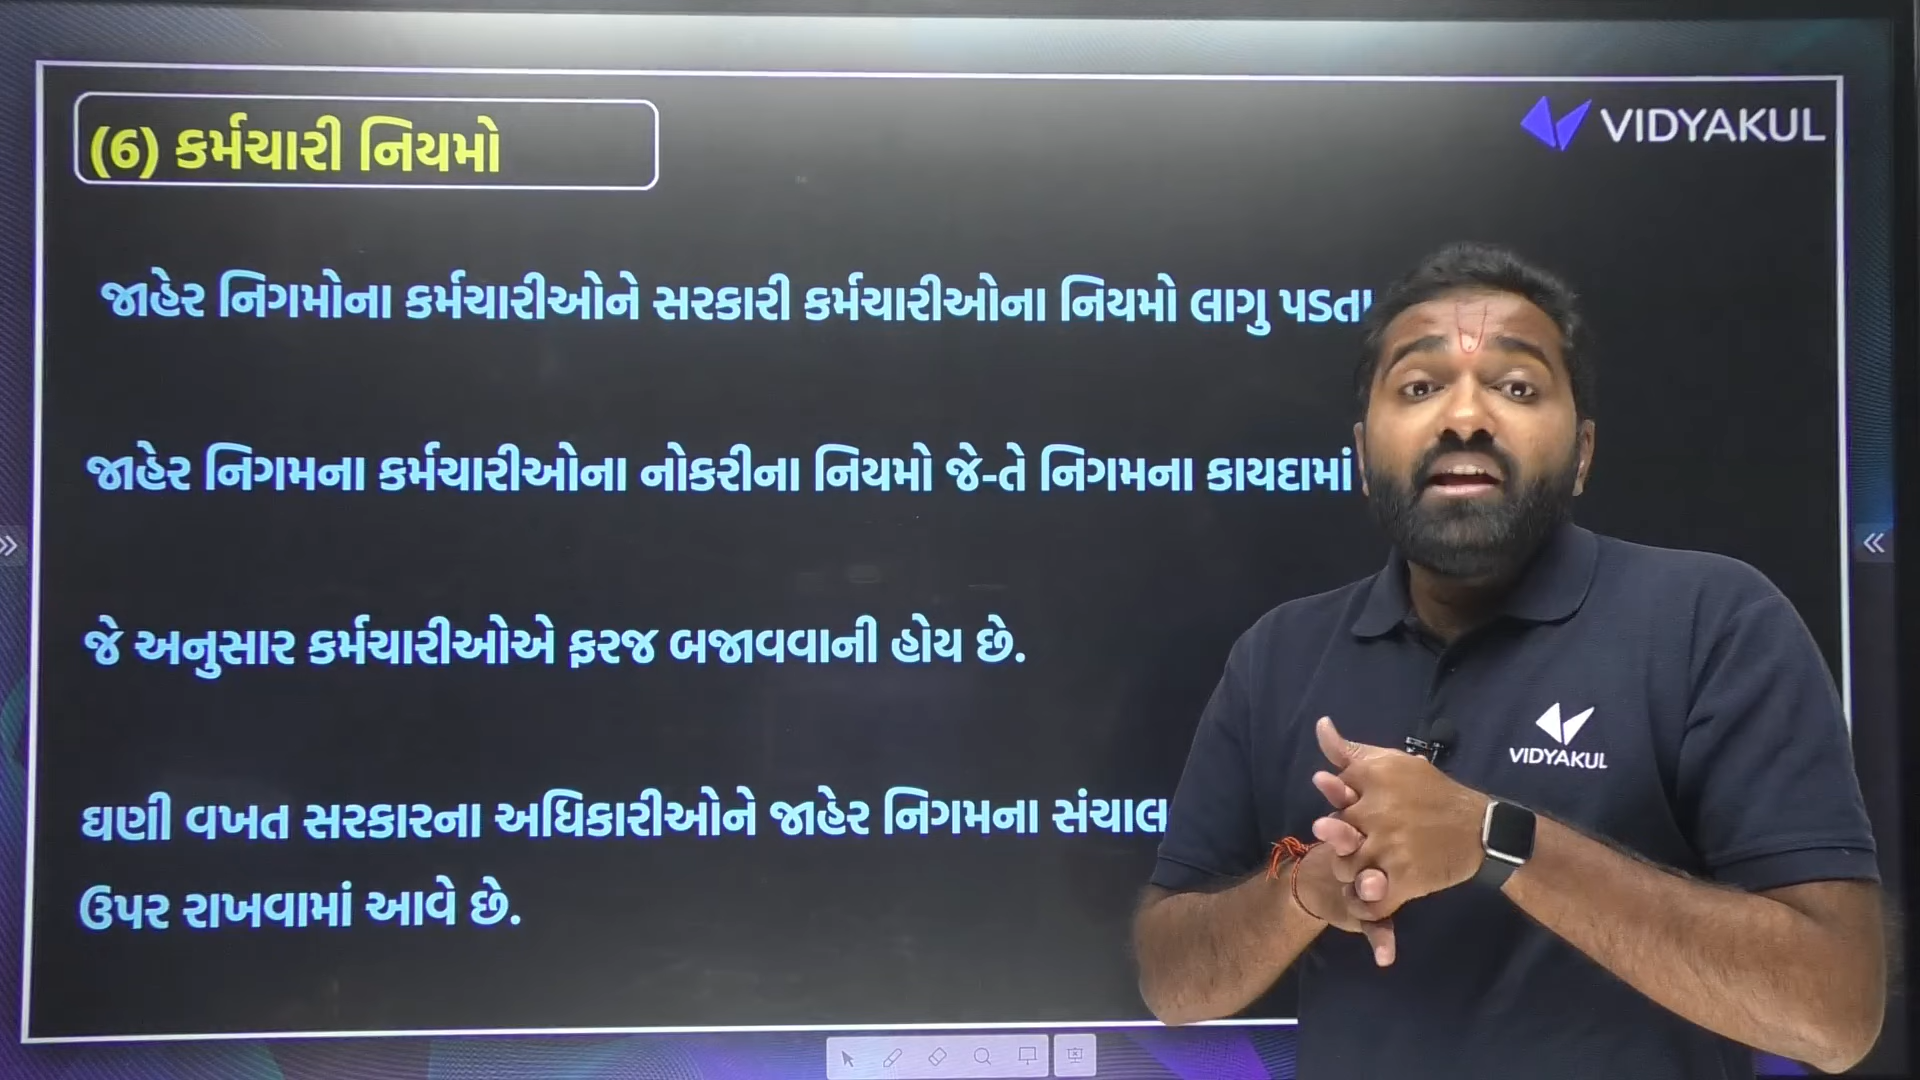 (6) કર્મચારી નિયમો
VIDYAKUL
જાહેર નિગમોના કર્મચારીઓને સરકારી કર્મચારીઓના નિયમો લાગુ પડતા
જાહેર નિગમના કર્મચારીઓના નોકરીના નિયમો જે-તે નિગમના કાયદામાં
જે અનુસાર કર્મચારીઓએ ફરજ બજાવવાની હોય છે.
ઘણી વખત સરકારના અધિકારીઓને જાહેર નિગમના
ઉપર રાખવામાં આવે છે.
VIDYAKUL